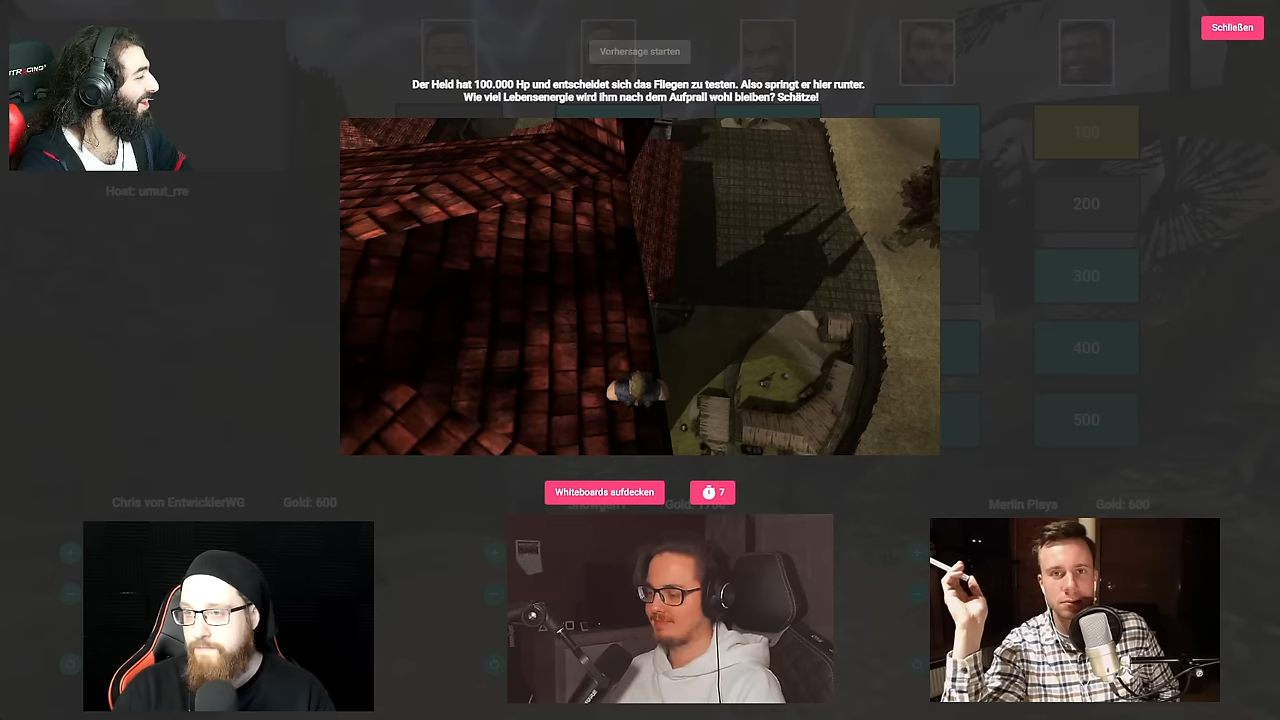 Schließen
Vorhersage starten
Der Held hat 100.000 Hp und entscheidet sich das Fliegen zu testen. Also springt er hier runter.
Wie viel Lebensenergie wird ihm nach dem Aufprall wohl bleiben? Schätze!
100
Host: umut_rre
200
300
400
500
Whiteboards aufdecken
7
Chris von EntwicklerWG
Gold: 600
Merlin Playa
Gold: 600